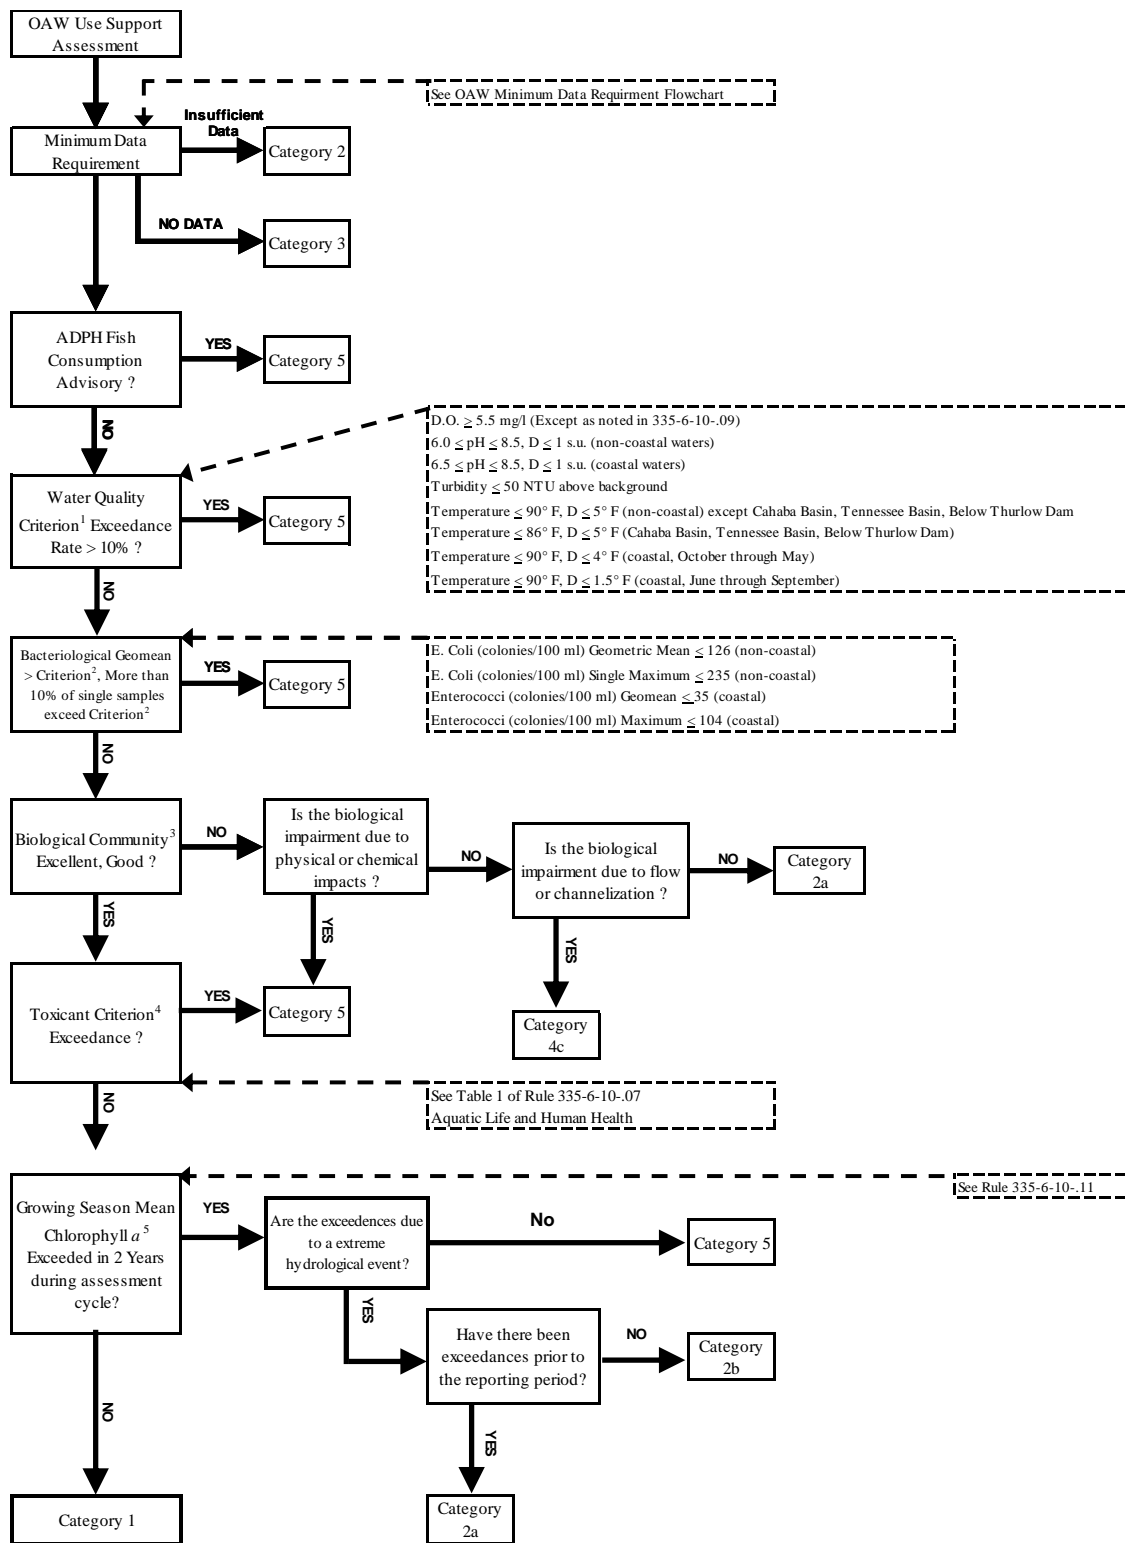 OAW Use Support
Assessment
See OAW Minimum Data Requirment Flowchart
Insufficient
Data
Minimum Data
Requirement
Category 2
NO DATA
Category 3
ADPH Fish
Consumption
Advisory ?
YES
Category 5
NO
D.O. ≥ 5.5 mg/l (Except as noted in 335-6-10-.09)
6.0 ≤ pH ≤ 8.5, D ≤ 1 s.u. (non-coastal waters)
6.5 ≤ pH ≤ 8.5, D ≤ 1 s.u. (coastal waters)
Turbidity ≤ 50 NTU above background
Temperature ≤ 90° F, D ≤ 5° F (non-coastal) except Cahaba Basin, Tennessee Basin, Below Thurlow Dam
Temperature ≤ 86° F, D ≤ 5° F (Cahaba Basin, Tennessee Basin, Below Thurlow Dam)
Temperature ≤ 90° F, D ≤ 4° F (coastal, October through May)
Temperature ≤ 90° F, D ≤ 1.5° F (coastal, June through September)
Water Quality
Criterion¹ Exceedance
Rate > 10% ?
YES
Category 5
NO
Bacteriological Geomean
> Criterion², More than
10% of single samples
exceed Criterion²
YES
Category 5
E. Coli (colonies/100 ml) Geometric Mean ≤ 126 (non-coastal)
E. Coli (colonies/100 ml) Single Maximum ≤ 235 (non-coastal)
Enterococci (colonies/100 ml) Geomean ≤ 35 (coastal)
Enterococci (colonies/100 ml) Maximum ≤ 104 (coastal)
NO
Biological Community³
Excellent, Good ?
NO
Is the biological
impairment due to
physical or chemical
impacts ?
NO
Is the biological
impairment due to flow
or channelization ?
NO
Category
2a
YES
YES
YES
Toxicant Criterion⁴
Exceedance ?
YES
Category 5
Category
4c
NO
See Table 1 of Rule 335-6-10-.07
Aquatic Life and Human Health
See Rule 335-6-10-.11
Growing Season Mean
Chlorophyll a⁵
Exceeded in 2 Years
during assessment
cycle?
YES
Are the exceedences due
to a extreme
hydrological event?
No
Category 5
YES
Have there been
exceedances prior to
the reporting period?
NO
Category
2b
NO
YES
Category 1
Category
2a